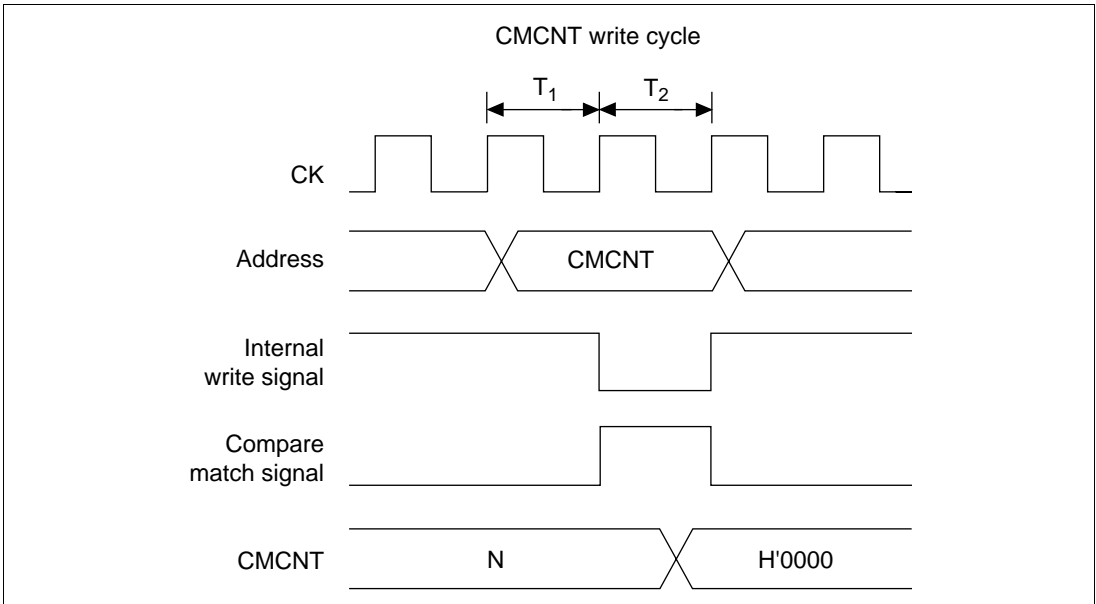 CMCNT write cycle
T1 T2
CK
Address
CMCNT
Internal
write signal
Compare
match signal
CMCNT
N
H'0000